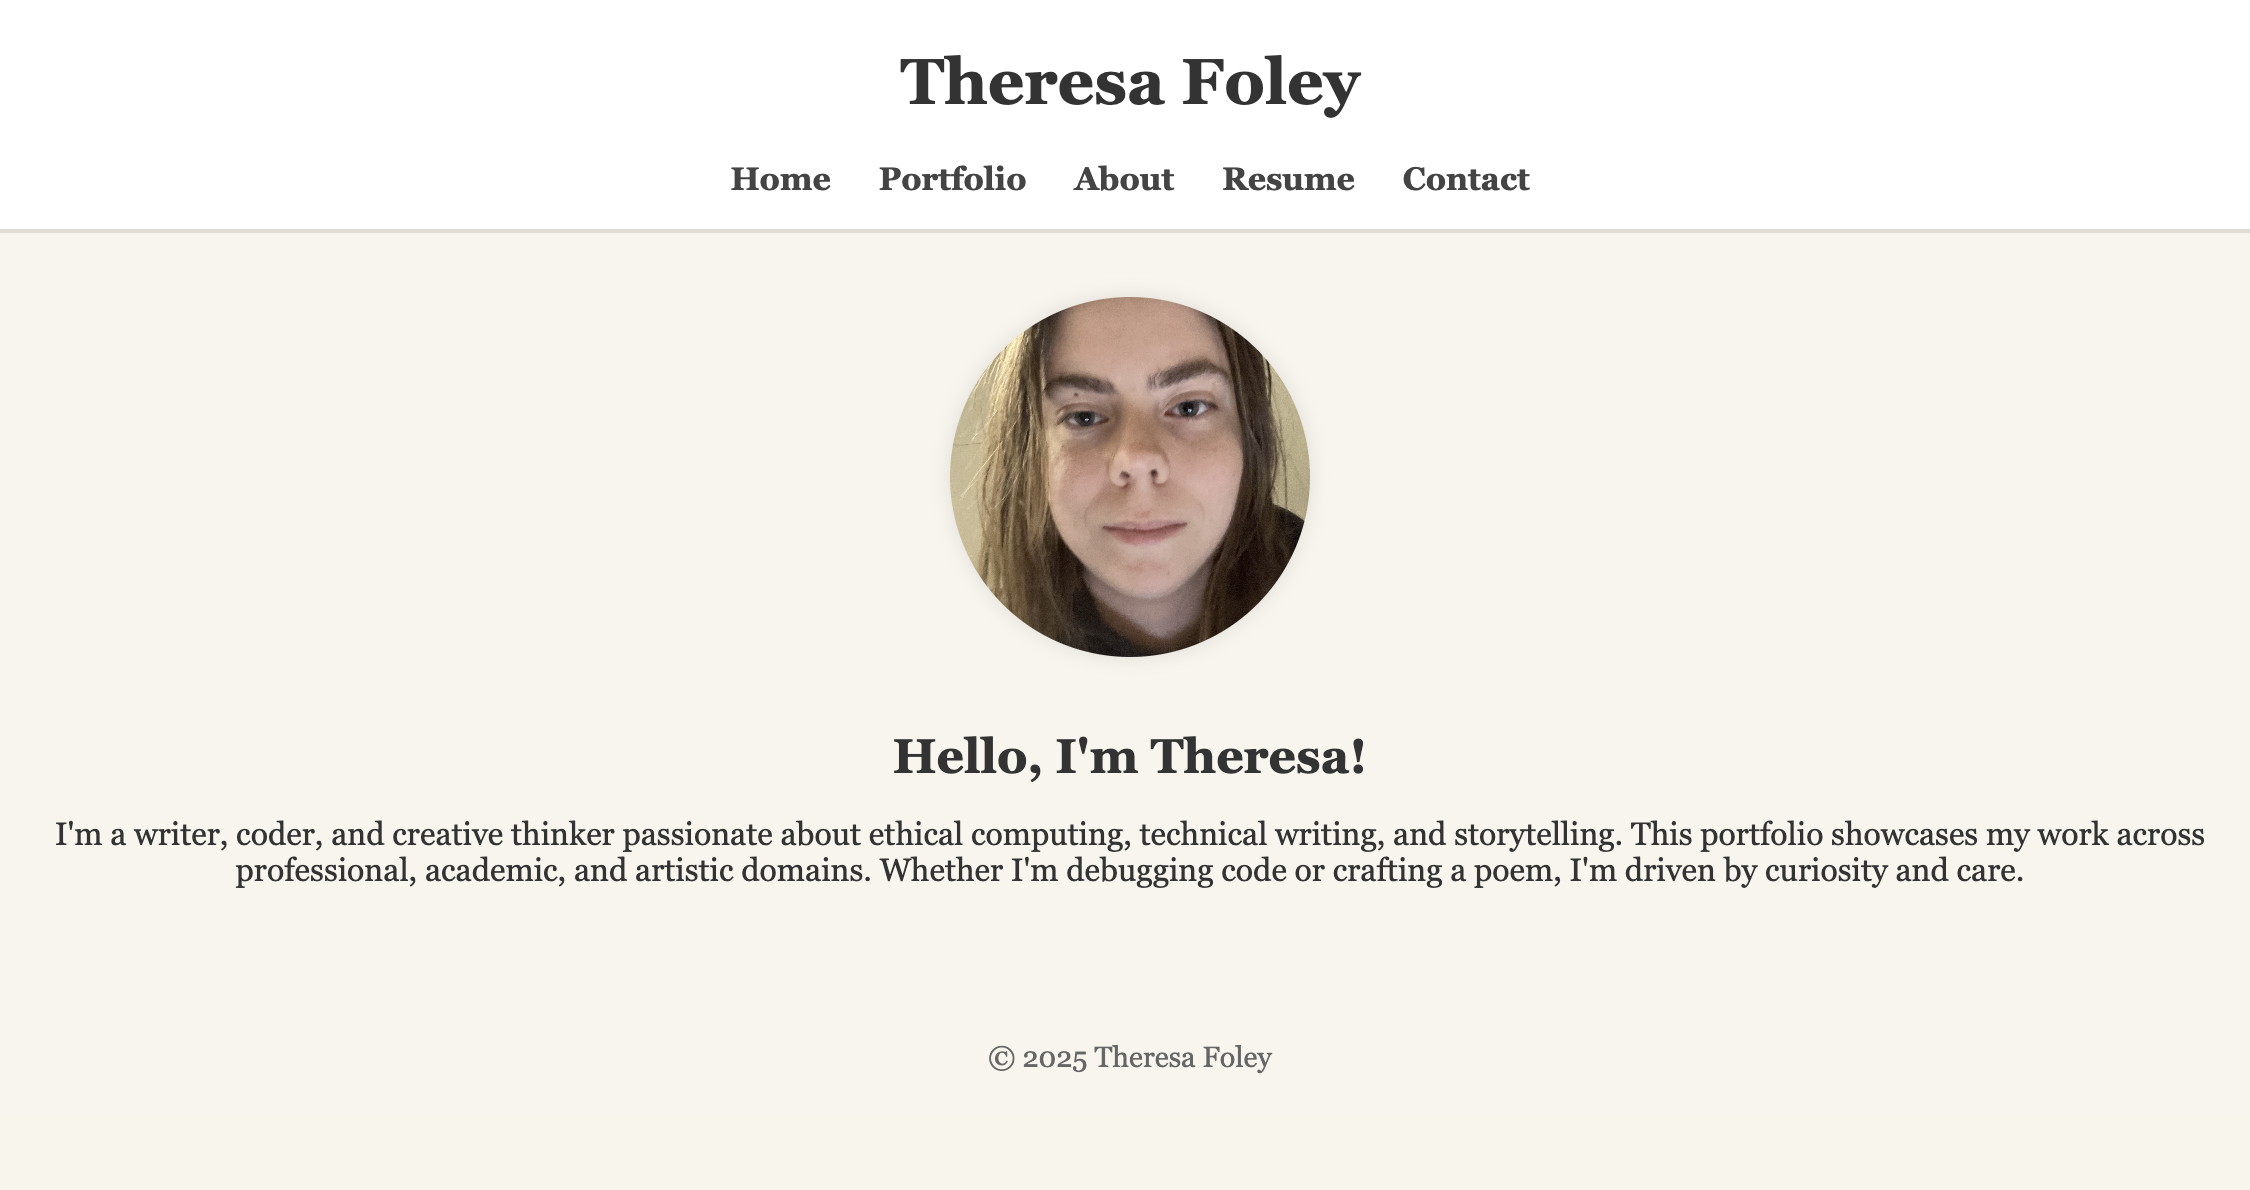 Theresa Foley
Home Portfolio About Resume Contact
Hello, I'm Theresa!
I'm a writer, coder, and creative thinker passionate about ethical computing, technical writing, and storytelling. This portfolio showcases my work across
professional, academic, and artistic domains. Whether I'm debugging code or crafting a poem, I'm driven by curiosity and care.
© 2025 Theresa Foley